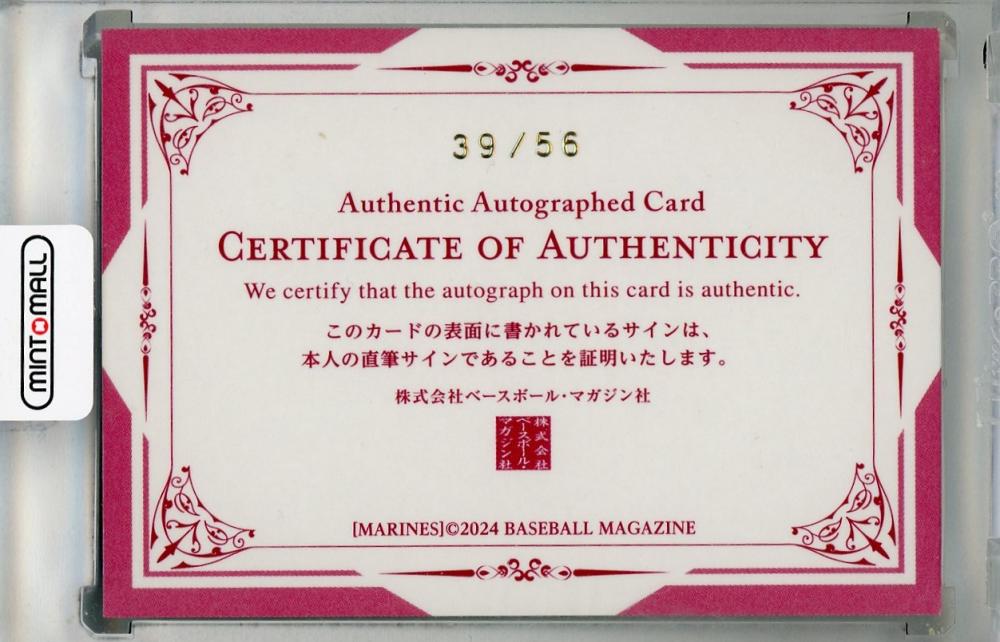 39/56
Authentic Autographed Card
CERTIFICATE OF AUTHENTICITY
We certify that the autograph on this card is authentic.
このカードの表面に書かれているサインは、
本人の直筆サインであることを証明いたします。
株式会社ベースボール・マガジン社
株式会社
ベースボール・
マガジン社
[MARINES]©2024 BASEBALL MAGAZINE
MINTOMALL